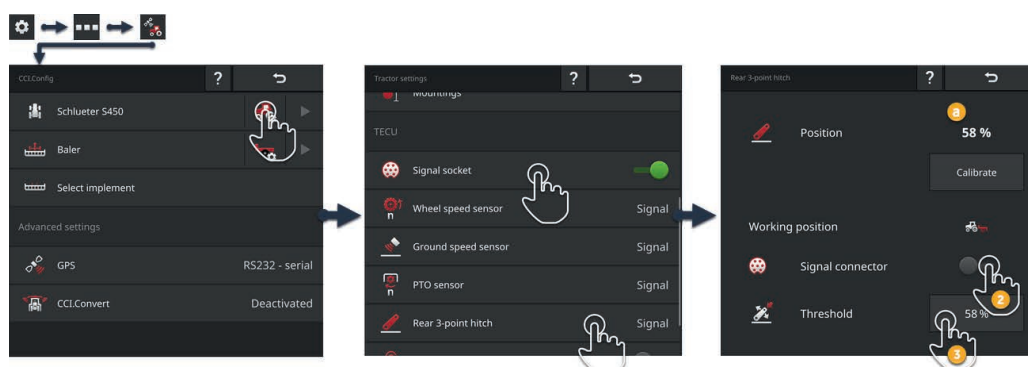 CCI.Config
?
Schlueter S450
Baler
Select implement
Advanced settings
GPS RS232 - serial
CCI.Convert Deactivated
Tractor settings
?
Mountings
TECU
Signal socket
n Wheel speed sensor Signal
Ground speed sensor Signal
n PTO sensor Signal
Rear 3-point hitch Signal
Rear 3-point hitch
?
a
Position 58 %
Calibrate
Working position
Signal connector
2
Threshold 58 %
3